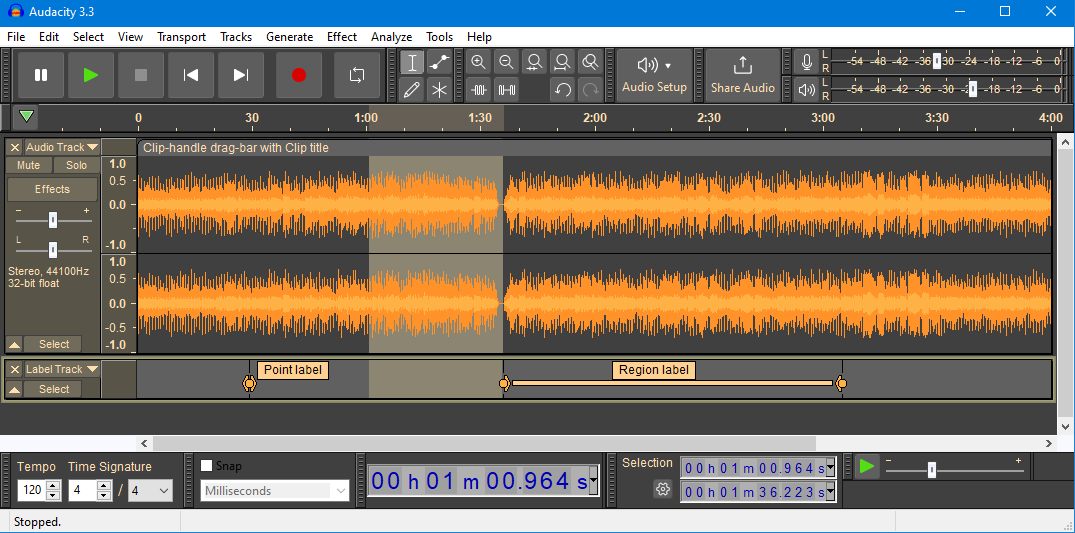 Audacity 3.3
File Edit Select View Transport Tracks Generate Effect Analyze Tools Help
Audio Setup
Share Audio
L
R
-54 -48 -42 -36 -30 -24 -18 -12 -6 0
L
R
-54 -48 -42 -36 -30 -24 -18 -12 -6 0
0 30 1:00 1:30 2:00 2:30 3:00 3:30 4:00
Audio Track
Clip-handle drag-bar with Clip title
Mute Solo
Effects
- +
L R
Stereo, 44100Hz
32-bit float
Select
1.0
0.5
0.0
-1.0
1.0
0.5
0.0
-0.5
-1.0
Label Track
Select
Point label
Region label
Tempo
120
Time Signature
4 / 4
Snap
Milliseconds
00 h 01 m 00.964 s
Selection
00 h 01 m 00.964 s
00 h 01 m 36.223 s
- +
Stopped.